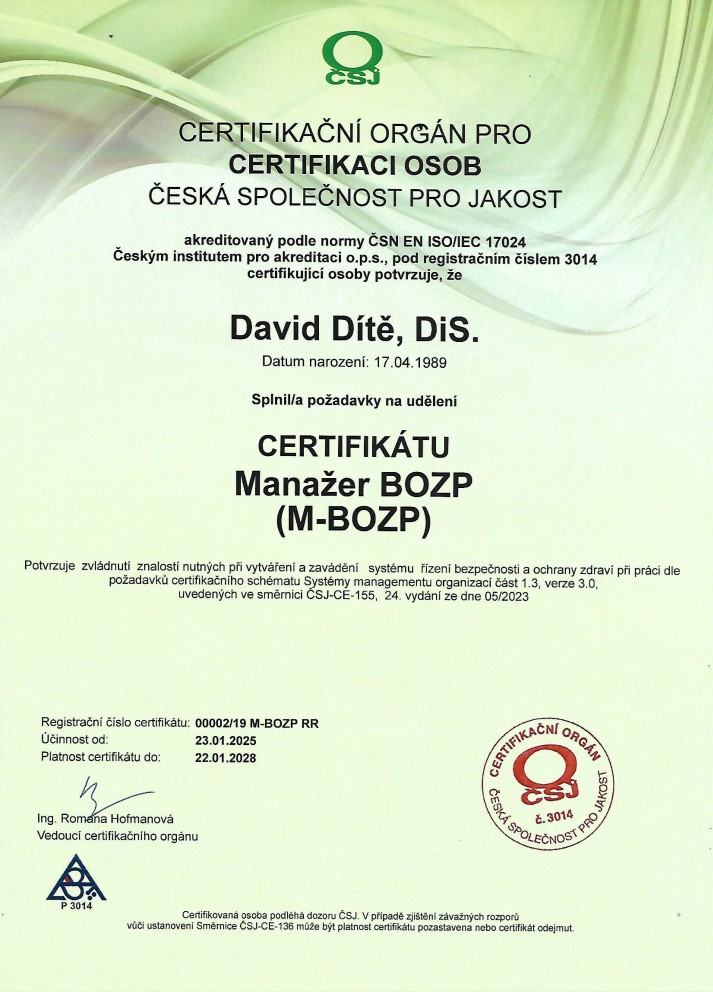 ČSJ
CERTIFIKAČNÍ ORGÁN PRO
CERTIFIKACI OSOB
ČESKÁ SPOLEČNOST PRO JAKOST
akreditovaný podle normy ČSN EN ISO/IEC 17024
Českým institutem pro akreditaci o.p.s., pod registračním číslem 3014
certifikující osoby potvrzuje, že
David Dítě, DiS.
Datum narození: 17.04.1989
Splnil/a požadavky na udělení
CERTIFIKÁTU
Manažer BOZP
(M-BOZP)
Potvrzuje zvládnutí znalostí nutných při vytváření a zavádění systému řízení bezpečnosti a ochrany zdraví při práci dle
požadavků certifikačního schématu Systémy managementu organizací část 1.3, verze 3.0,
uvedených ve směrnici ČSJ-CE-155, 24. vydání ze dne 05/2023
Registrační číslo certifikátu: 00002/19 M-BOZP RR
Účinnost od: 23.01.2025
Platnost certifikátu do: 22.01.2028
Ing. Romana Hofmanová
Vedoucí certifikačního orgánu
P 3014
CERTIFIKAČNÍ ORGÁN
ČSJ
č. 3014
ČESKÁ SPOLEČNOST PRO JAKOST
Certifikovaná osoba podléhá dozoru ČSJ. V případě zjištění závažných rozporů
vůči ustanovení Směrnice ČSJ-CE-136 může být platnost certifikátu pozastavena nebo certifikát odejmut.